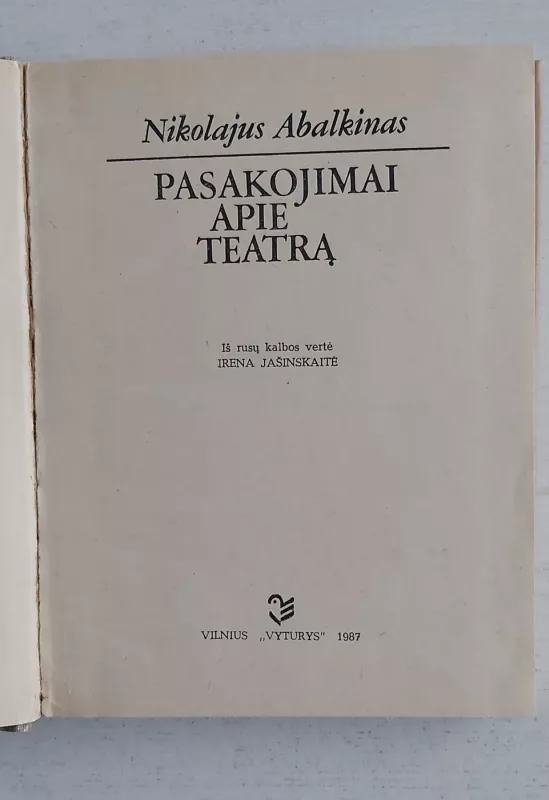 Nikolajus Abalkinas
PASAKOJIMAI
APIE
TEATRĄ
Iš rusų kalbos vertė
IRENA JAŠINSKAITĖ
VILNIUS „VYTURYS“ 1987